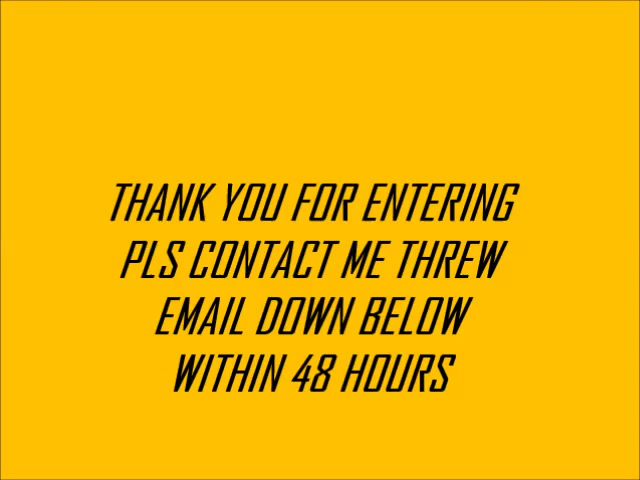 THANK YOU FOR ENTERING
PLS CONTACT ME THREW
EMAIL DOWN BELOW
WITHIN 48 HOURS